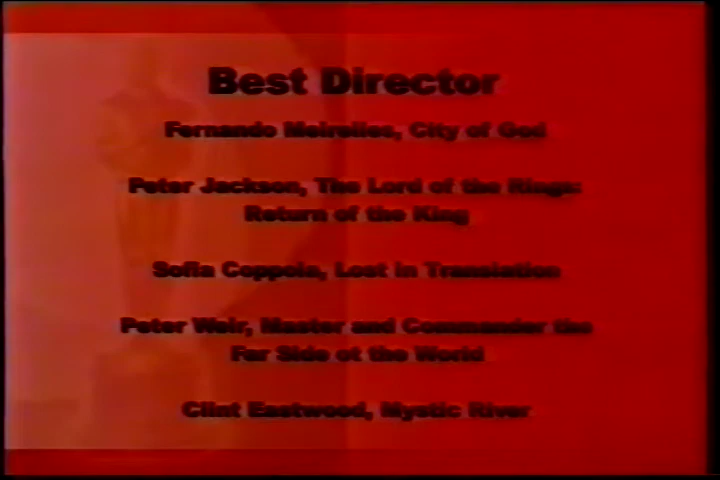 Best Director
Fernando Meirelles, City of God
Peter Jackson, The Lord of the Rings:
Return of the King
Sofia Coppola, Lost in Translation
Peter Weir, Master and Commander the
Far Side of the World
Clint Eastwood, Mystic River